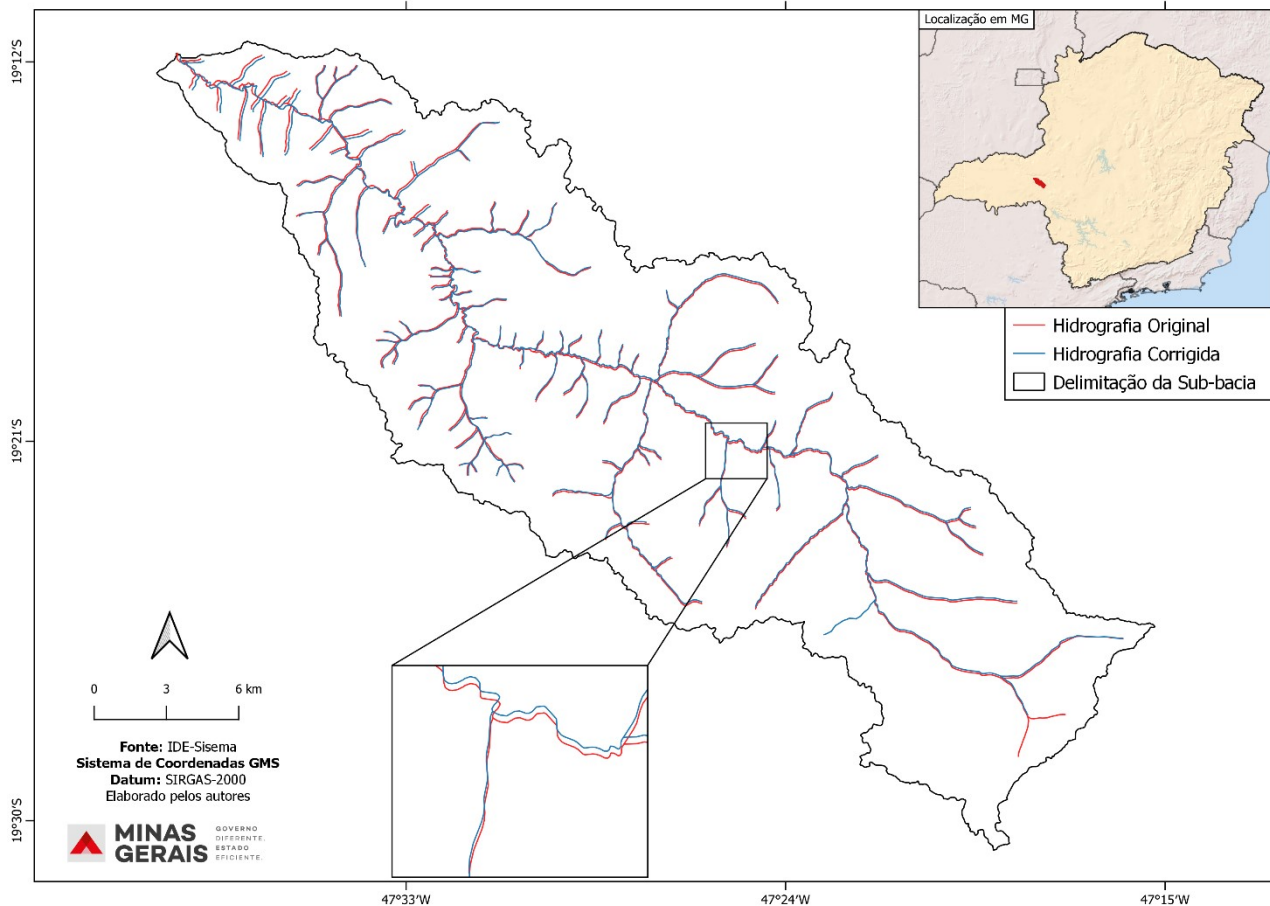 Localização em MG
Hidrografia Original
Hidrografia Corrigida
Delimitação da Sub-bacia
19°12'S
19°21'S
19°30'S
0 3 6 km
Fonte: IDE-Sisema
Sistema de Coordenadas GMS
Datum: SIRGAS-2000
Elaborado pelos autores
MINAS
GERAIS
GOVERNO
DIFERENTE.
ESTADO
EFICIENTE.
47°33'W 47°24'W 47°15'W